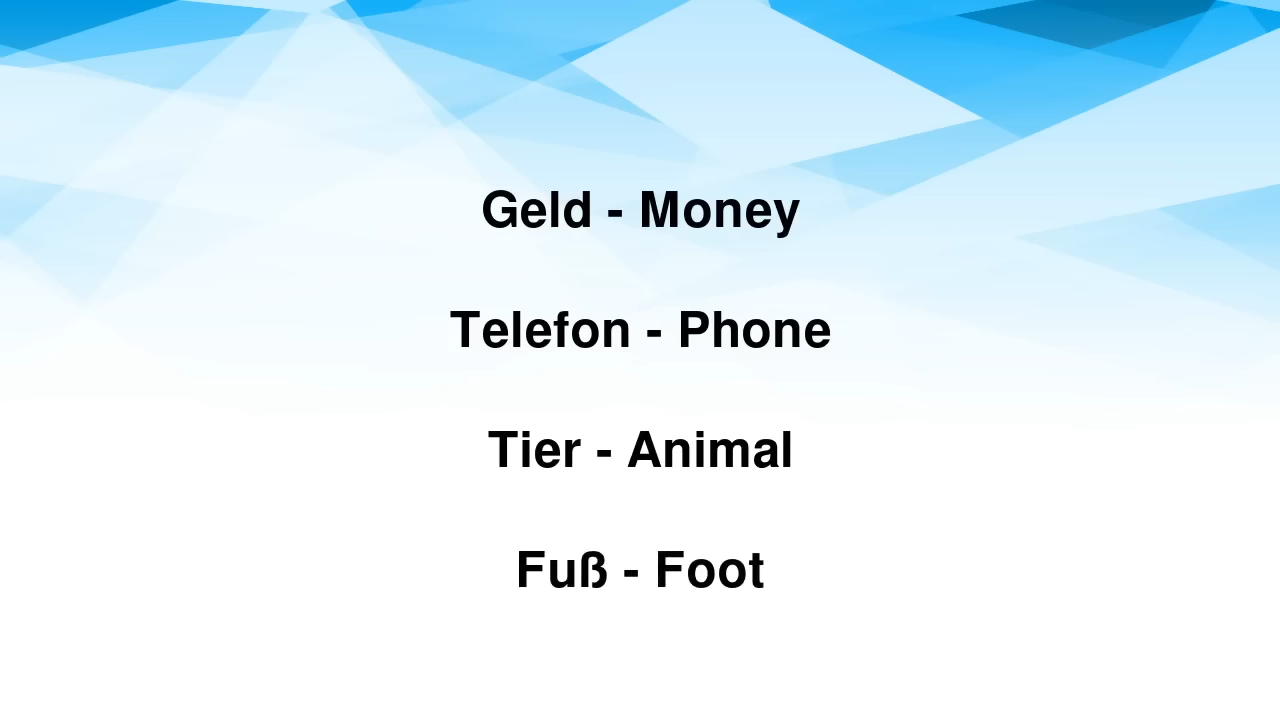 Geld - Money
Telefon - Phone
Tier - Animal
Fuß - Foot